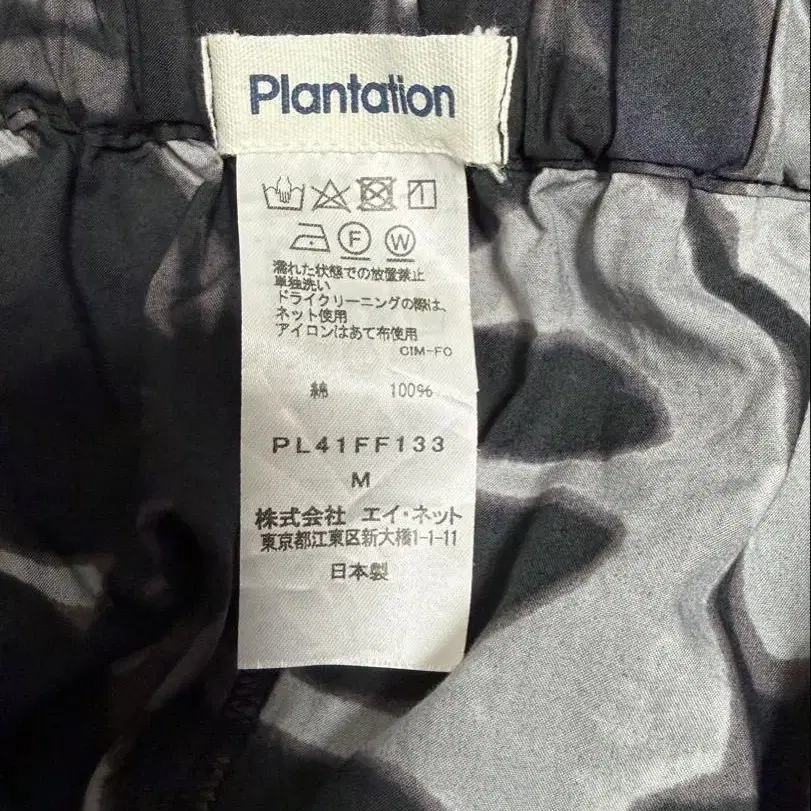 Plantation
F W
濡れた状態での放置禁止
単独洗い
ドライクリーニングの際は、
ネット使用
アイロンはあて布使用
CIM-FO
綿 100%
PL41FF133
M
株式会社 エイ・ネット
東京都江東区新大橋1-1-11
日本製